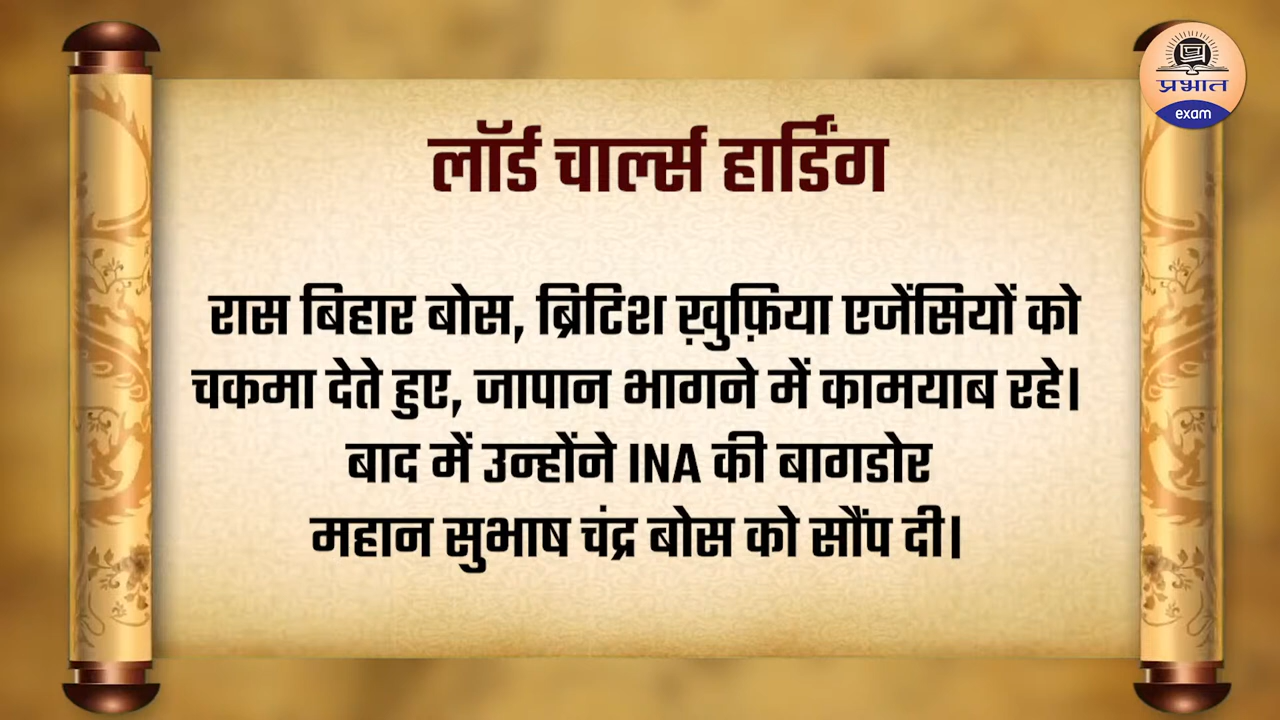 प्रभात
exam
लॉर्ड चार्ल्स हार्डिंग
रास बिहार बोस, ब्रिटिश ख़ुफ़िया एजेंसियों को
चकमा देते हुए, जापान भागने में कामयाब रहे।
बाद में उन्होंने INA की बागडोर
महान सुभाष चंद्र बोस को सौंप दी।